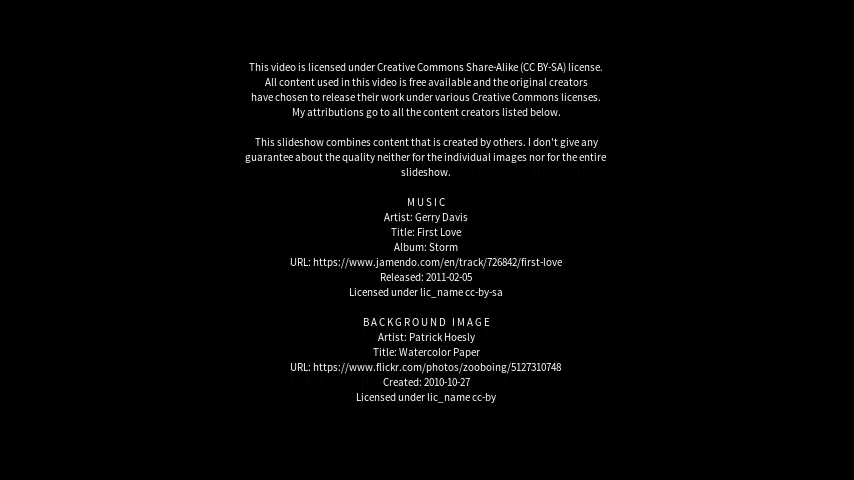 This video is licensed under Creative Commons Share-Alike (CC BY-SA) license.
All content used in this video is free available and the original creators
have chosen to release their work under various Creative Commons licenses.
My attributions go to all the content creators listed below.
This slideshow combines content that is created by others. I don't give any
guarantee about the quality neither for the individual images nor for the entire
slideshow.
MUSIC
Artist: Gerry Davis
Title: First Love
Album: Storm
URL: https://www.jamendo.com/en/track/726842/first-love
Released: 2011-02-05
Licensed under lic_name cc-by-sa
BACKGROUND IMAGE
Artist: Patrick Hoesly
Title: Watercolor Paper
URL: https://www.flickr.com/photos/zooboing/5127310748
Created: 2010-10-27
Licensed under lic_name cc-by